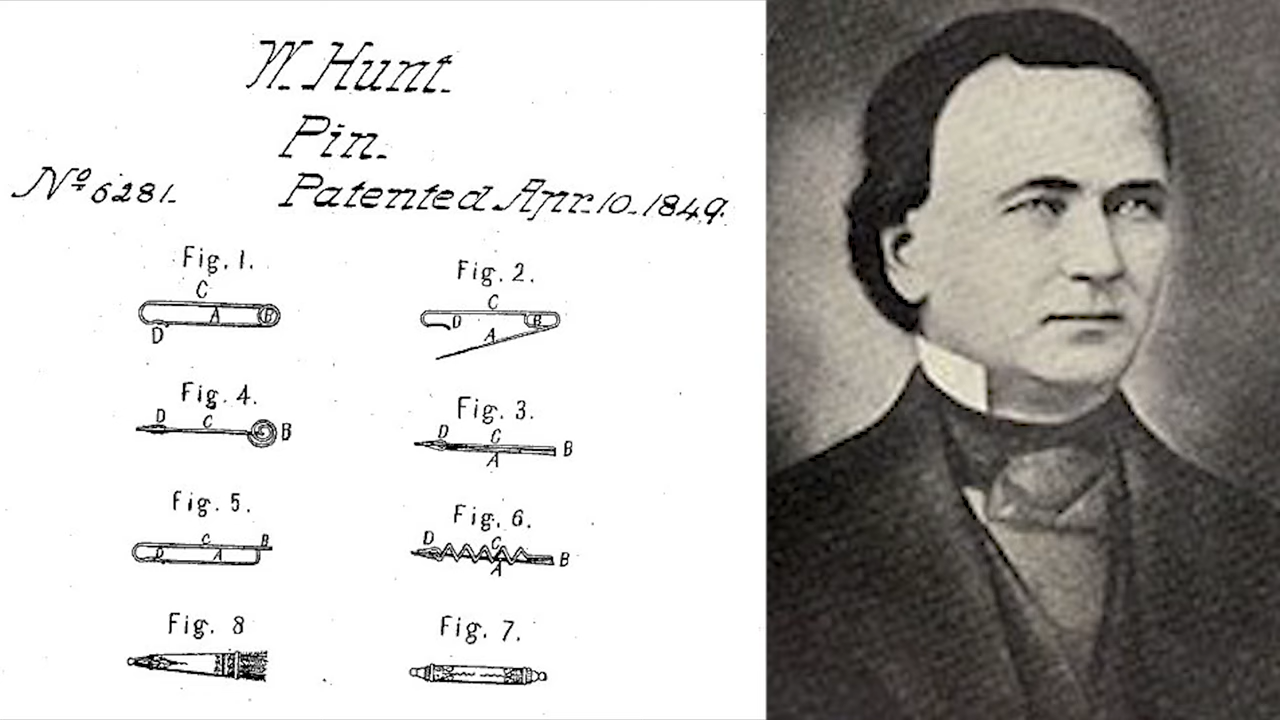 W. Hunt.
Pin.
Nº 6281. Patented Apr. 10. 1849.
Fig. 1. Fig. 2.
C C
A B D B
D A
Fig. 4. Fig. 3.
D C B D C B
A
Fig. 5. Fig. 6.
C B D C B
D A A
Fig. 8 Fig. 7.